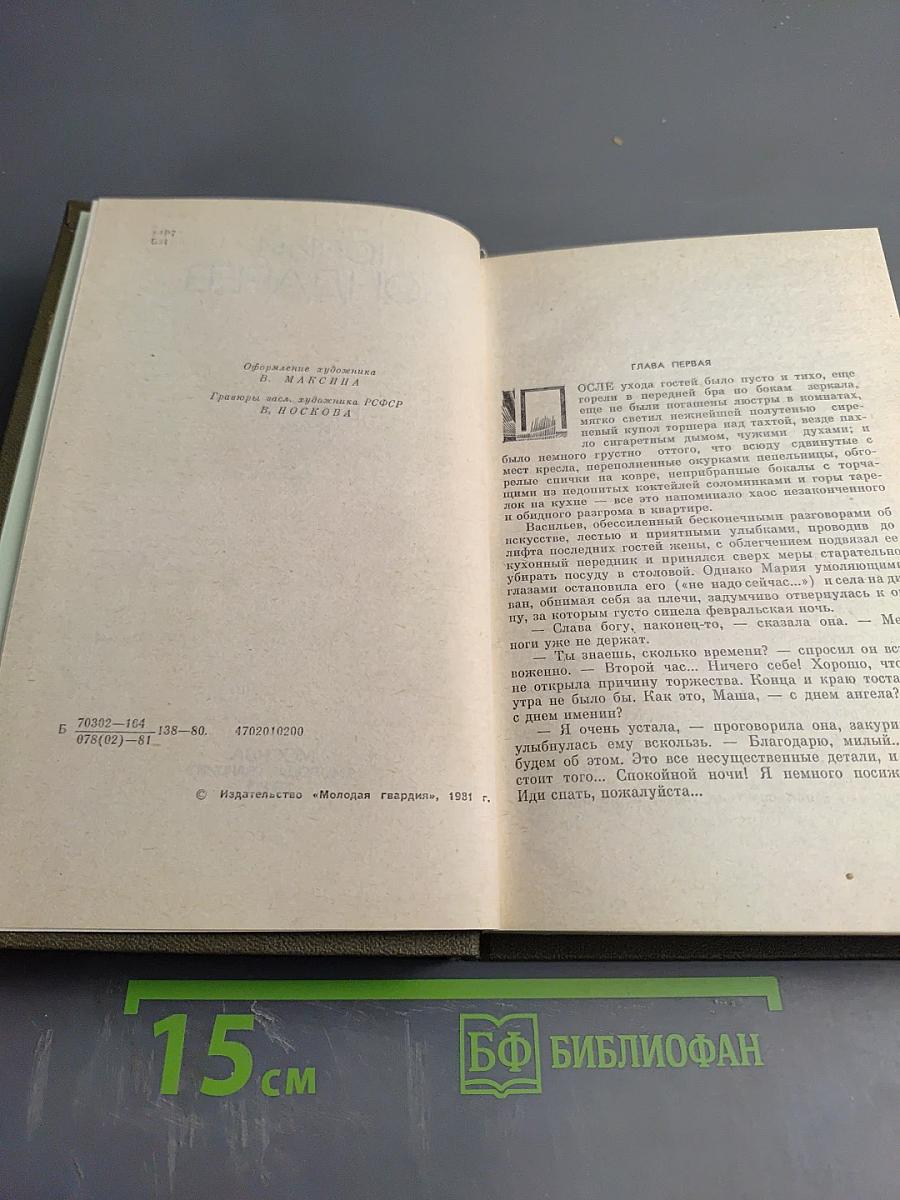 Оформление художника
В. МАКСИНА
Гравюры засл. художника РСФСР
В. НОСКОВА
Б 70302—164
078(02)—81 138—80. 4702010200
© Издательство «Молодая гвардия», 1981 г.
ГЛАВА ПЕРВАЯ
ПОСЛЕ ухода гостей было пусто и тихо, еще
горели в передней бра по бокам зеркала,
еще не были погашены люстры в комнатах,
мягко светил нежнейшей полутенью сире-
невый купол торшера над тахтой, везде пах-
ло сигаретным дымом, чужими духами; и
было немного грустно оттого, что всюду сдвинутые с
мест кресла, переполненные окурками пепельницы, обго-
релые спички на ковре, неприбранные бокалы с торча-
щими из недопитых коктейлей соломинками и горы таре-
лок на кухне — все это напоминало хаос незаконченного
и обидного разгрома в квартире.
Васильев, обессиленный бесконечными разговорами об
искусстве, лестью и приятными улыбками, проводив до
лифта последних гостей жены, с облегчением подвязал ее
кухонный передник и принялся сверх меры старательно
убирать посуду в столовой. Однако Мария умоляющими
глазами остановила его («не надо сейчас...») и села на ди
ван, обнимая себя за плечи, задумчиво отвернулась к о
ну, за которым густо синела февральская ночь.
— Слава богу, наконец-то, — сказала она. — Ме
ноги уже не держат.
— Ты знаешь, сколько времени? — спросил он вст
воженно. — Второй час... Ничего себе! Хорошо, что
не открыла причину торжества. Конца и краю тоста
утра не было бы. Как это, Маша, — с днем ангела?
с днем именин?
— Я очень устала, — проговорила она, закури
улыбнулась ему вскользь. — Благодарю, милый..
будем об этом. Это все несущественные детали, и
стоит того... Спокойной ночи! Я немного посиж
Иди спать, пожалуйста...
15 см
БФ БИБЛИОФАН